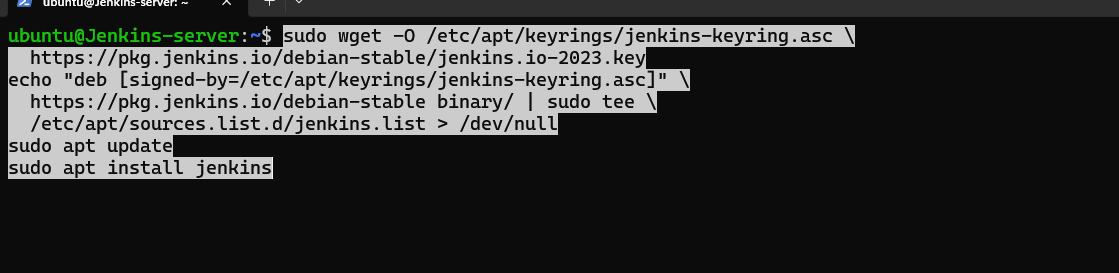 ubuntu@Jenkins-server: ~
ubuntu@Jenkins-server:~$ sudo wget -O /etc/apt/keyrings/jenkins-keyring.asc \
  https://pkg.jenkins.io/debian-stable/jenkins.io-2023.key
echo "deb [signed-by=/etc/apt/keyrings/jenkins-keyring.asc]" \
  https://pkg.jenkins.io/debian-stable binary/ | sudo tee \
  /etc/apt/sources.list.d/jenkins.list > /dev/null
sudo apt update
sudo apt install jenkins